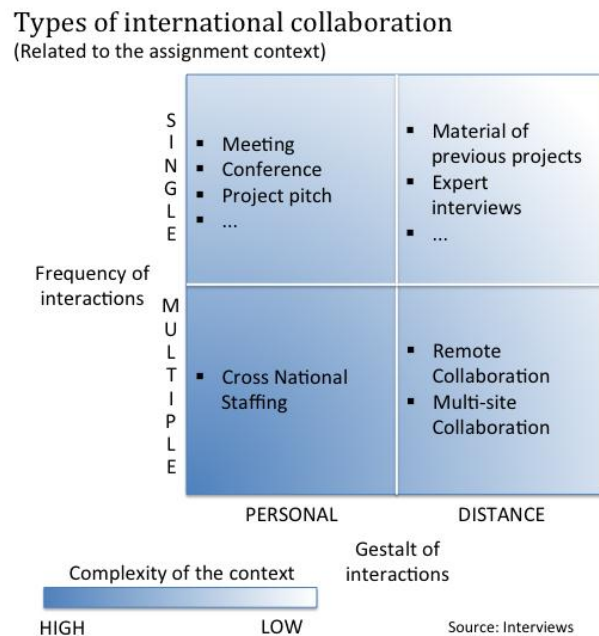 Types of international collaboration
(Related to the assignment context)
SINGLE
▪ Meeting
▪ Conference
▪ Project pitch
▪ ...
▪ Material of
previous projects
▪ Expert
interviews
▪ ...
Frequency of
interactions
MULTIPLE
▪ Cross National
Staffing
▪ Remote
Collaboration
▪ Multi-site
Collaboration
PERSONAL
DISTANCE
Gestalt of
interactions
Complexity of the context
HIGH
LOW
Source: Interviews